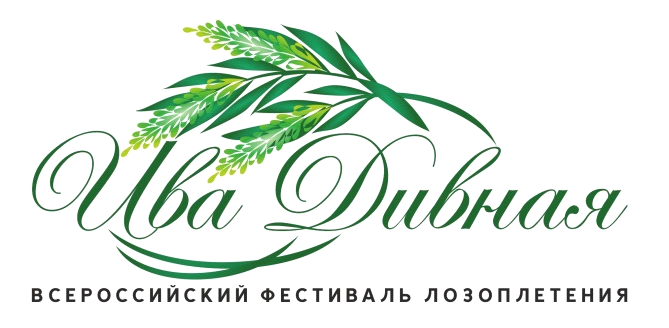 Ива Дивная
ВСЕРОССИЙСКИЙ ФЕСТИВАЛЬ ЛОЗОПЛЕТЕНИЯ